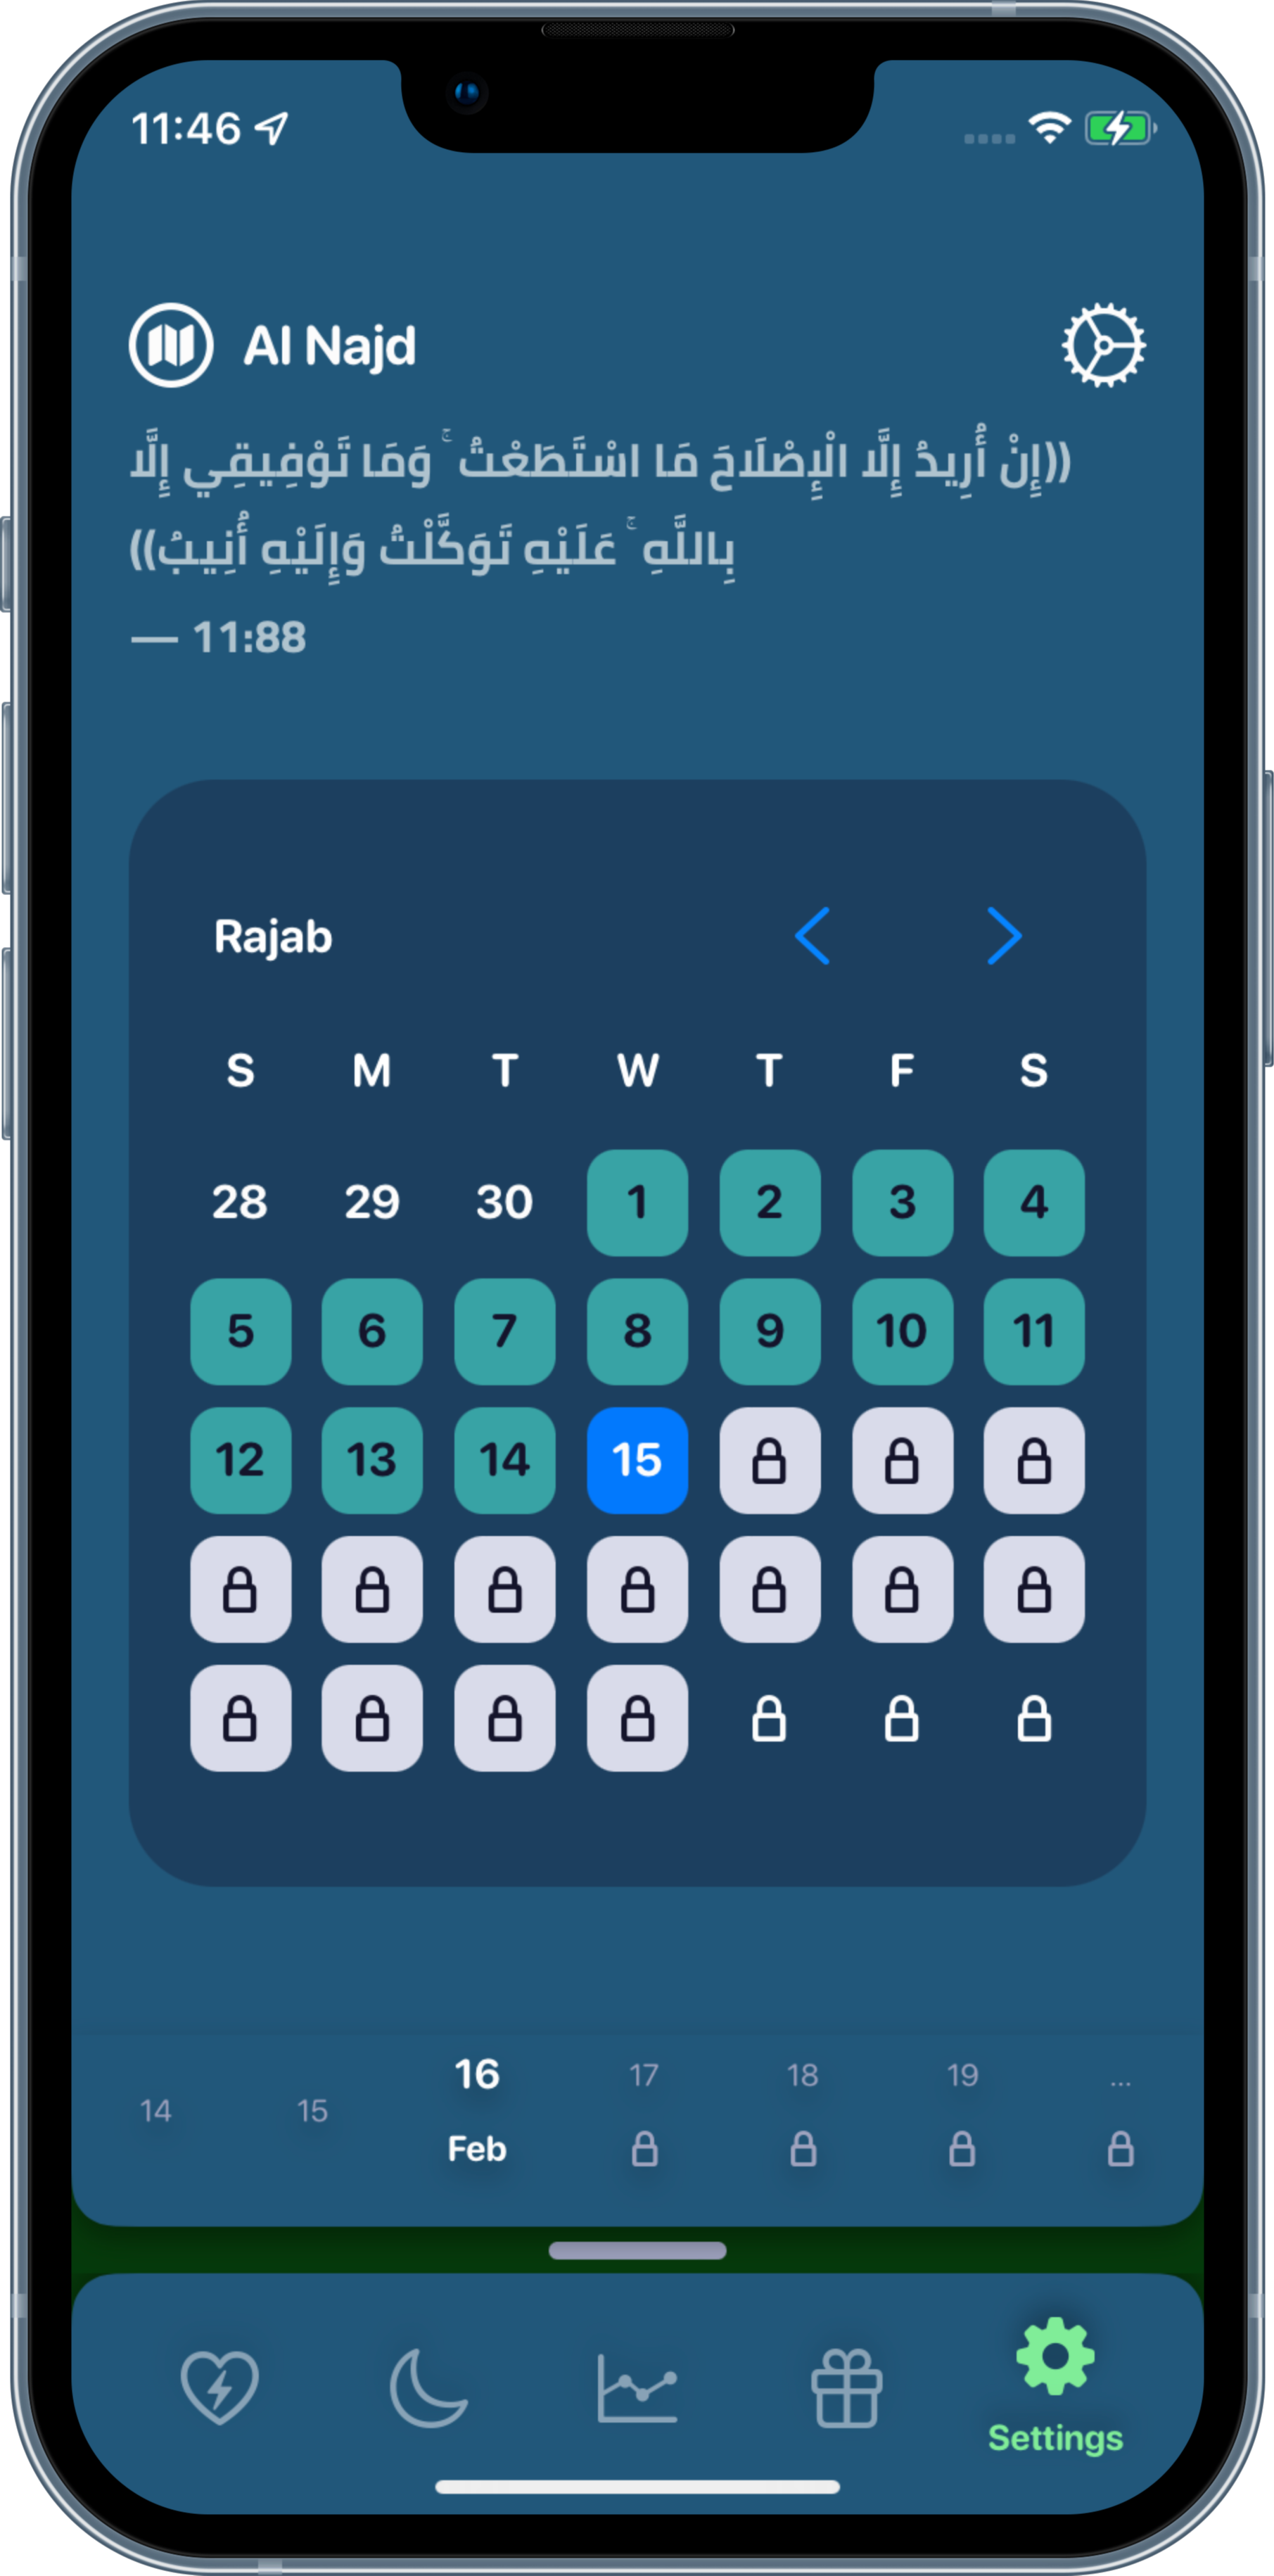 11:46
Al Najd
((إِنْ أُرِيدُ إِلَّا الْإِصْلَاحَ مَا اسْتَطَعْتُ ۚ وَمَا تَوْفِيقِي إِلَّا
بِاللَّهِ ۚ عَلَيْهِ تَوَكَّلْتُ وَإِلَيْهِ أُنِيبُ))
— 11:88
Rajab
S M T W T F S
28 29 30 1 2 3 4
5 6 7 8 9 10 11
12 13 14 15
14 15 16 17 18 19 ...
Feb
Settings